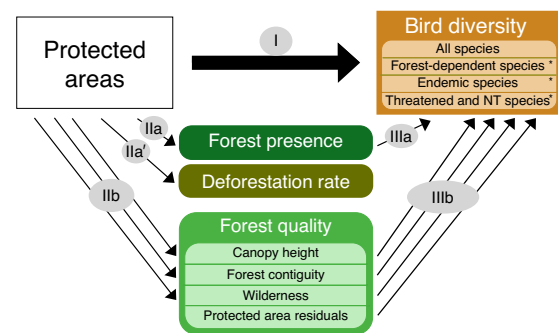 Protected
areas
I
Bird diversity
All species
Forest-dependent species *
Endemic species *
Threatened and NT species*
IIa
IIa′
IIb
Forest presence
IIIa
Deforestation rate
IIIb
Forest quality
Canopy height
Forest contiguity
Wilderness
Protected area residuals